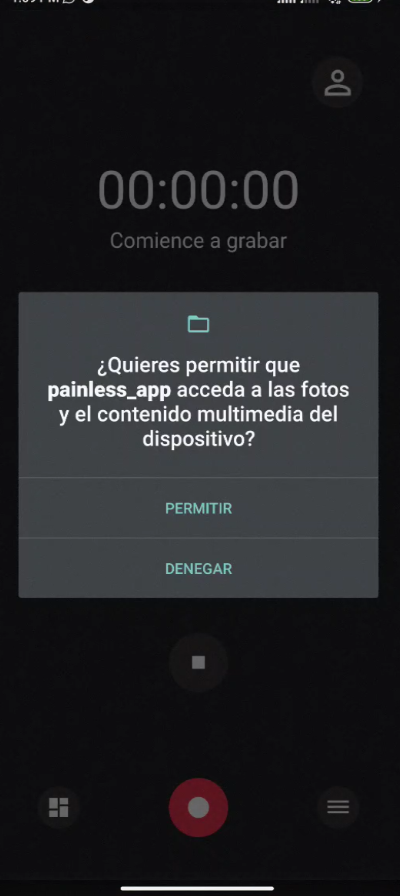 00:00:00
Comience a grabar
¿Quieres permitir que
painless_app acceda a las fotos
y el contenido multimedia del
dispositivo?
PERMITIR
DENEGAR